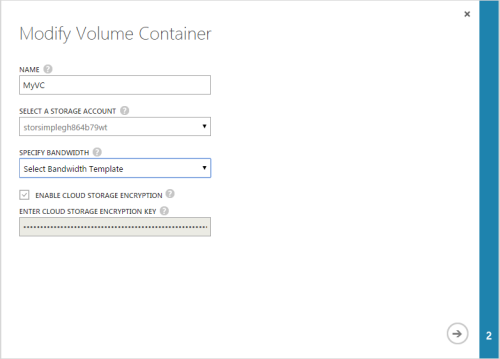 Modify Volume Container
NAME ?
MyVC
SELECT A STORAGE ACCOUNT ?
storsimplegh864b79wt
SPECIFY BANDWIDTH ?
Select Bandwidth Template
ENABLE CLOUD STORAGE ENCRYPTION ?
ENTER CLOUD STORAGE ENCRYPTION KEY ?
2